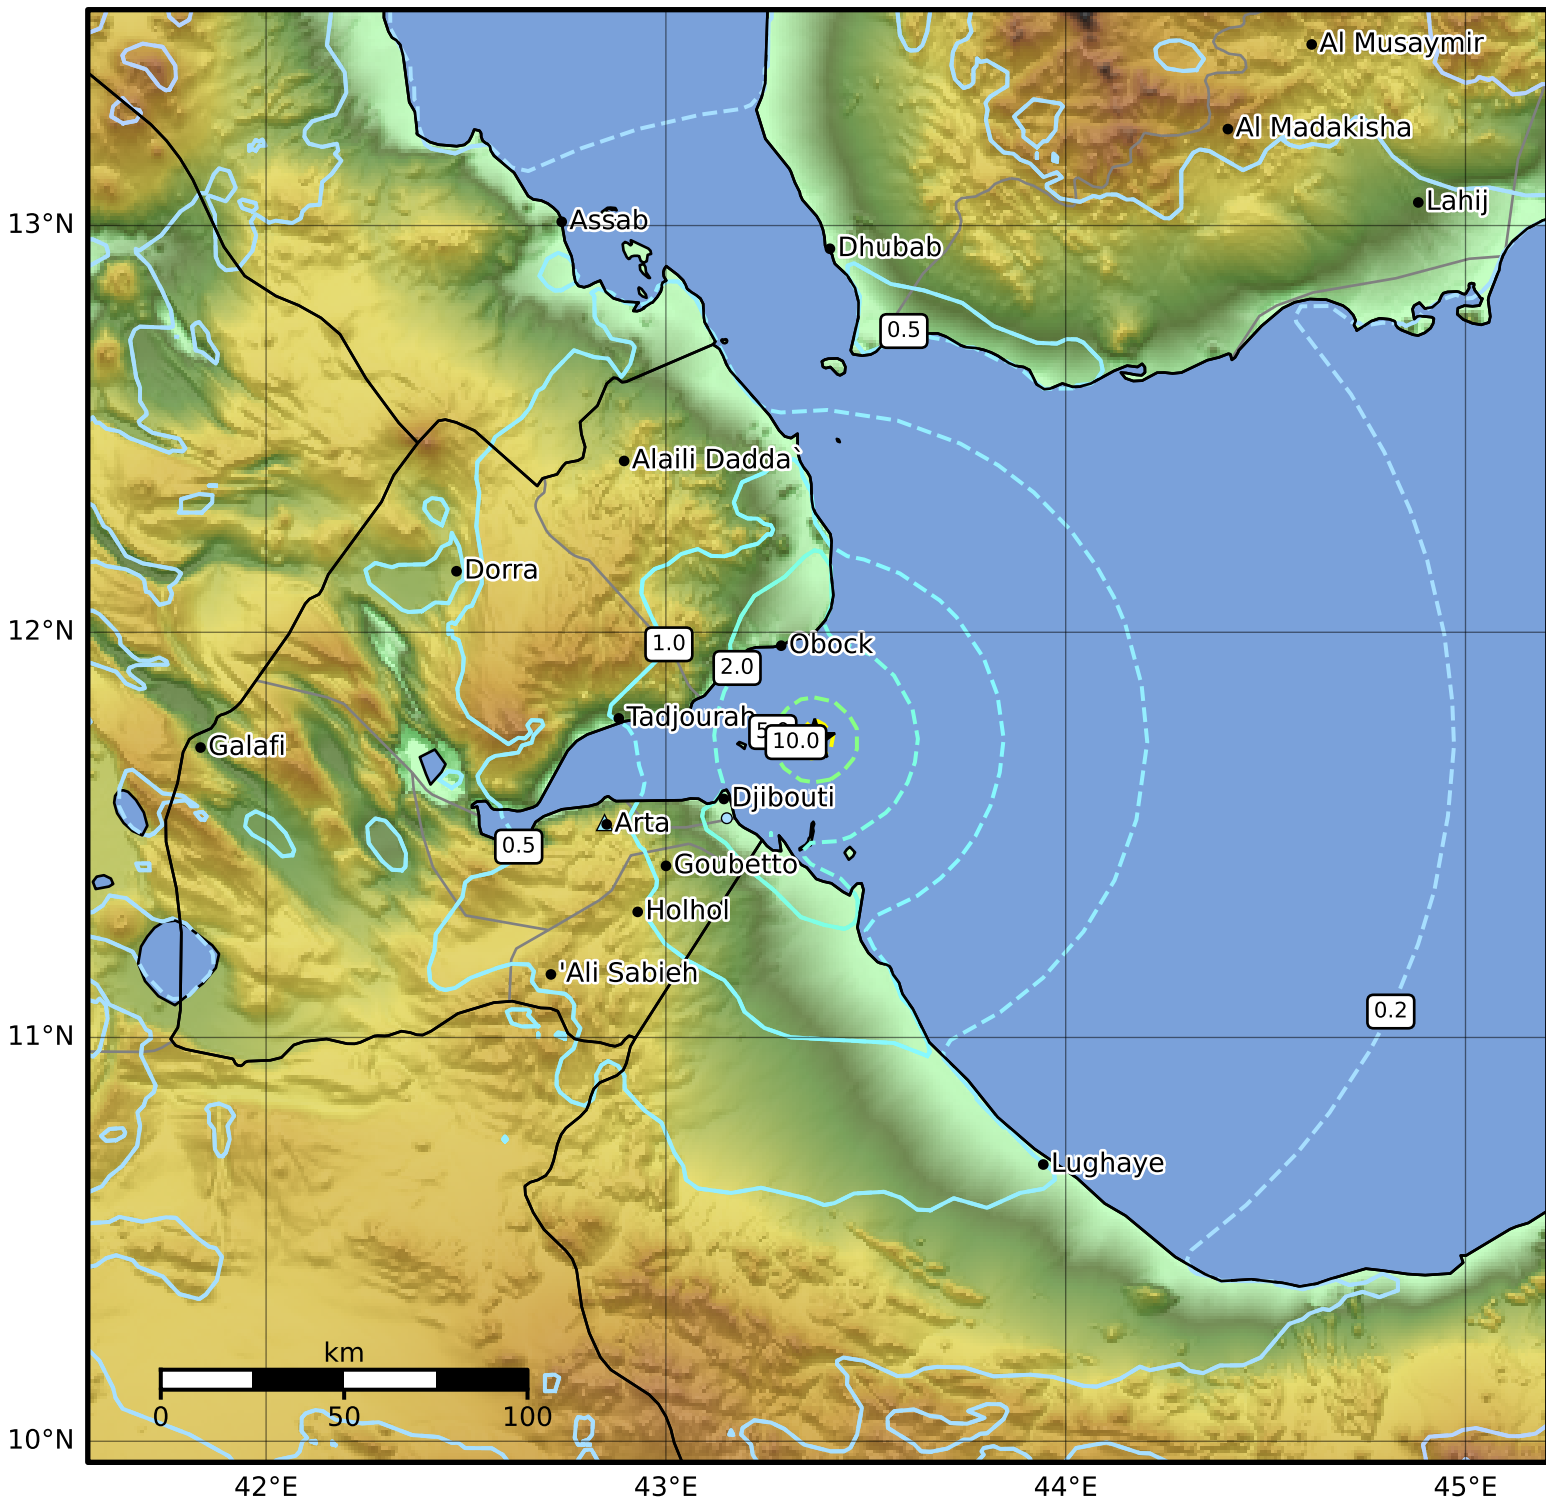 Al Musaymir
Al Madakisha
Lahij
13°N
Assab
Dhubab
0.5
Alaili Dadda`
Dorra
12°N
1.0
Obock
2.0
Tadjourah
Galafi
10.0
Djibouti
Arta
0.5
Goubetto
Holhol
'Ali Sabieh
0.2
11°N
Lughaye
km
0 50 100
10°N
42°E 43°E 44°E 45°E